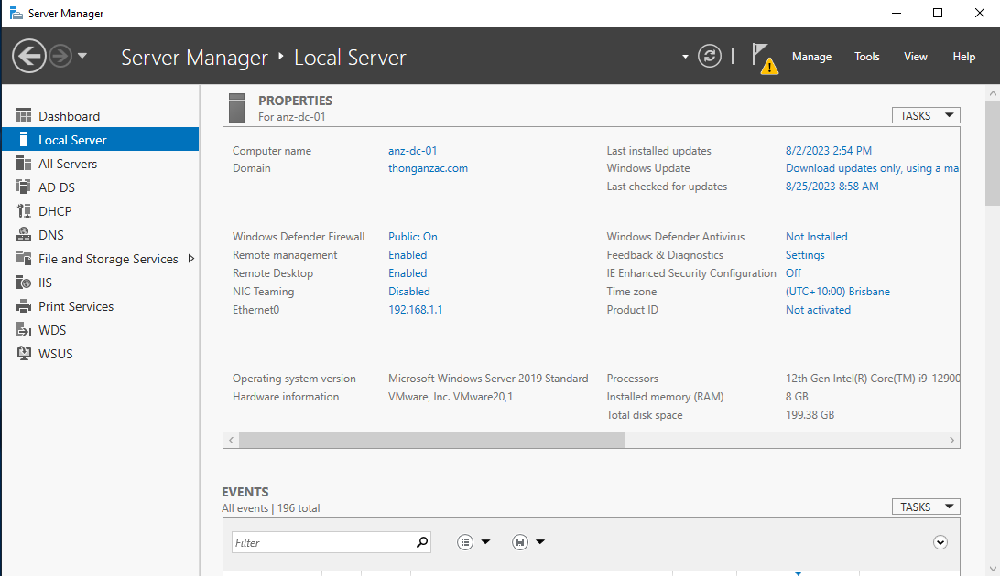 Server Manager
Server Manager ‣ Local Server
Manage Tools View Help
Dashboard
Local Server
All Servers
AD DS
DHCP
DNS
File and Storage Services
IIS
Print Services
WDS
WSUS
PROPERTIES
For anz-dc-01
TASKS
Computer name anz-dc-01 Last installed updates 8/2/2023 2:54 PM
Domain thonganzac.com Windows Update Download updates only, using a ma
Last checked for updates 8/25/2023 8:58 AM
Windows Defender Firewall Public: On Windows Defender Antivirus Not Installed
Remote management Enabled Feedback & Diagnostics Settings
Remote Desktop Enabled IE Enhanced Security Configuration Off
NIC Teaming Disabled Time zone (UTC+10:00) Brisbane
Ethernet0 192.168.1.1 Product ID Not activated
Operating system version Microsoft Windows Server 2019 Standard Processors 12th Gen Intel(R) Core(TM) i9-12900
Hardware information VMware, Inc. VMware20,1 Installed memory (RAM) 8 GB
Total disk space 199.38 GB
EVENTS
All events | 196 total
TASKS
Filter